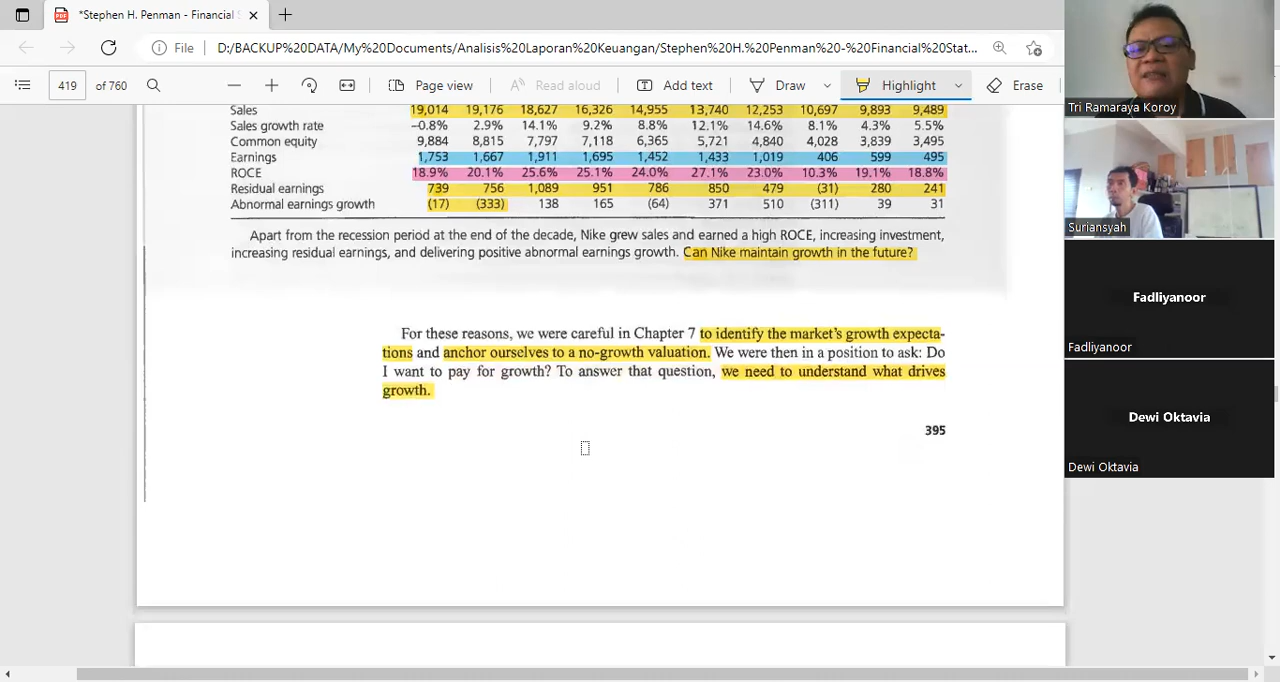 *Stephen H. Penman - Financial S
File D:/BACKUP%20DATA/My%20Documents/Analisis%20Laporan%20Keuangan/Stephen%20H.%20Penman%20-%20Financial%20Stat...
419 of 760 Page view Read aloud Add text Draw Highlight Erase
Sales 19,014 19,176 18,627 16,326 14,955 13,740 12,253 10,697 9,893 9,489
Sales growth rate –0.8% 2.9% 14.1% 9.2% 8.8% 12.1% 14.6% 8.1% 4.3% 5.5%
Common equity 9,884 8,815 7,797 7,118 6,365 5,721 4,840 4,028 3,839 3,495
Earnings 1,753 1,667 1,911 1,695 1,452 1,433 1,019 406 599 495
ROCE 18.9% 20.1% 25.6% 25.1% 24.0% 27.1% 23.0% 10.3% 19.1% 18.8%
Residual earnings 739 756 1,089 951 786 850 479 (31) 280 241
Abnormal earnings growth (17) (333) 138 165 (64) 371 510 (311) 39 31
Apart from the recession period at the end of the decade, Nike grew sales and earned a high ROCE, increasing investment,
increasing residual earnings, and delivering positive abnormal earnings growth. Can Nike maintain growth in the future?
For these reasons, we were careful in Chapter 7 to identify the market's growth expecta-
tions and anchor ourselves to a no-growth valuation. We were then in a position to ask: Do
I want to pay for growth? To answer that question, we need to understand what drives
growth.
395
Tri Ramaraya Koroy
Suriansyah
Fadliyanoor
Fadliyanoor
Dewi Oktavia
Dewi Oktavia